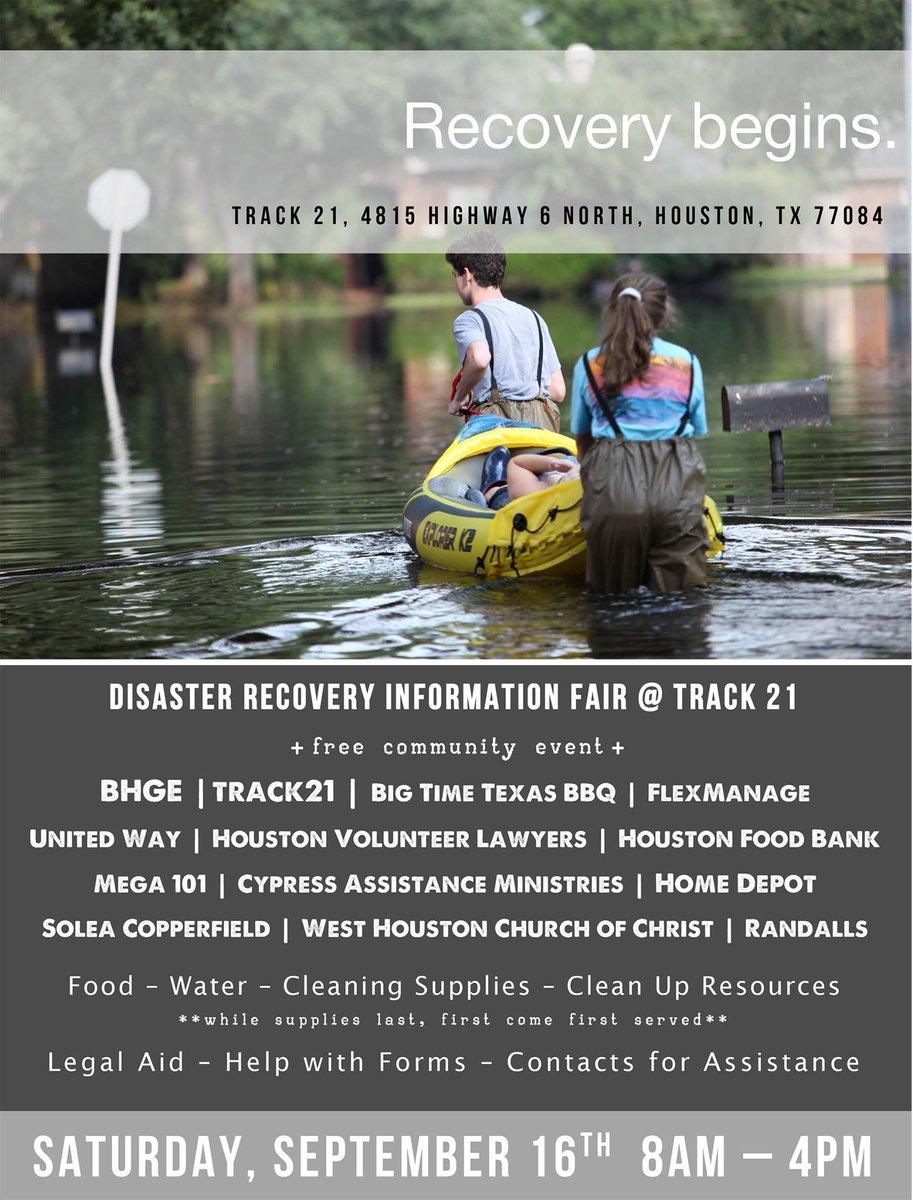 Recovery begins.
TRACK 21, 4815 HIGHWAY 6 NORTH, HOUSTON, TX 77084
EXPLORER K2
DISASTER RECOVERY INFORMATION FAIR @ TRACK 21
+ free community event +
BHGE | TRACK21 | BIG TIME TEXAS BBQ | FLEXMANAGE
UNITED WAY | HOUSTON VOLUNTEER LAWYERS | HOUSTON FOOD BANK
MEGA 101 | CYPRESS ASSISTANCE MINISTRIES | HOME DEPOT
SOLEA COPPERFIELD | WEST HOUSTON CHURCH OF CHRIST | RANDALLS
Food – Water – Cleaning Supplies – Clean Up Resources
**while supplies last, first come first served**
Legal Aid – Help with Forms – Contacts for Assistance
SATURDAY, SEPTEMBER 16TH 8AM – 4PM